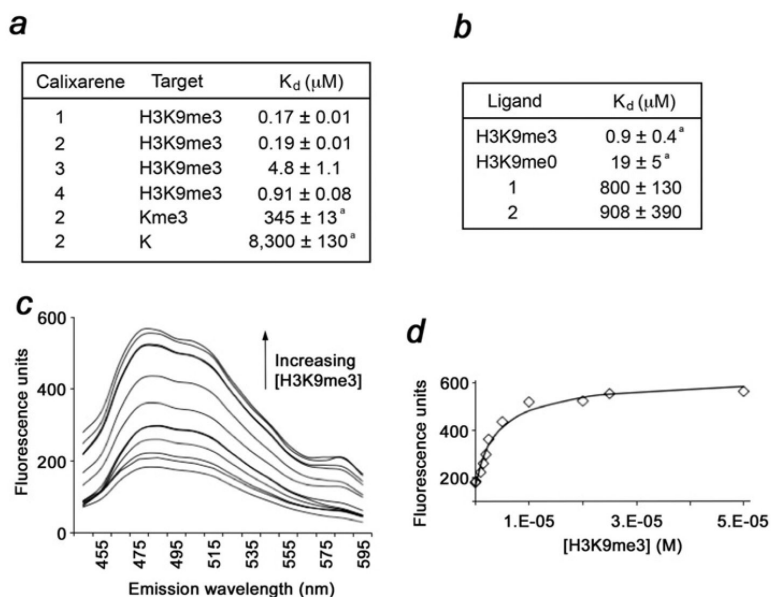 a
Calixarene Target Kd (μM)
1 H3K9me3 0.17 ± 0.01
2 H3K9me3 0.19 ± 0.01
3 H3K9me3 4.8 ± 1.1
4 H3K9me3 0.91 ± 0.08
2 Kme3 345 ± 13 a
2 K 8,300 ± 130 a
b
Ligand Kd (μM)
H3K9me3 0.9 ± 0.4 a
H3K9me0 19 ± 5 a
1 800 ± 130
2 908 ± 390
c
Fluorescence units
600
400
200
0
Increasing
[H3K9me3]
455 475 495 515 535 555 575 595
Emission wavelength (nm)
d
Fluorescence units
600
400
200
1.E-05 3.E-05 5.E-05
[H3K9me3] (M)